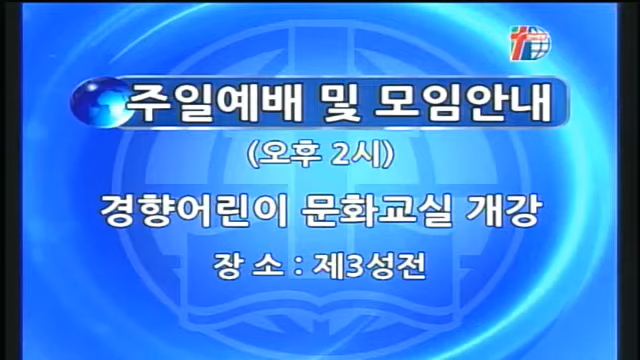 주일예배 및 모임안내
(오후 2시)
경향어린이 문화교실 개강
장 소 : 제3성전